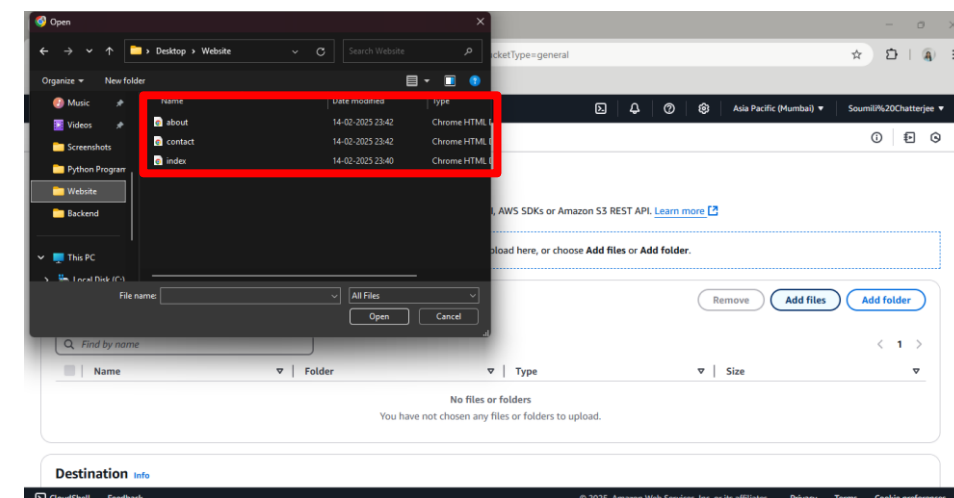 Open
Desktop › Website
Search Website
cketType=general
Organize
New folder
Name
Date modified
Type
Music
Videos
Screenshots
Python Program
Website
Backend
This PC
Local Disk (C:)
about 14-02-2025 23:42 Chrome HTML
contact 14-02-2025 23:42 Chrome HTML
index 14-02-2025 23:40 Chrome HTML
File name:
All Files
Open
Cancel
Asia Pacific (Mumbai)
Soumili%20Chatterjee
, AWS SDKs or Amazon S3 REST API. Learn more
pload here, or choose Add files or Add folder.
Remove
Add files
Add folder
Find by name
1
Name
Folder
Type
Size
No files or folders
You have not chosen any files or folders to upload.
Destination Info
CloudShell Feedback
© 2025, Amazon Web Services, Inc. or its affiliates. Privacy Terms Cookie preferences